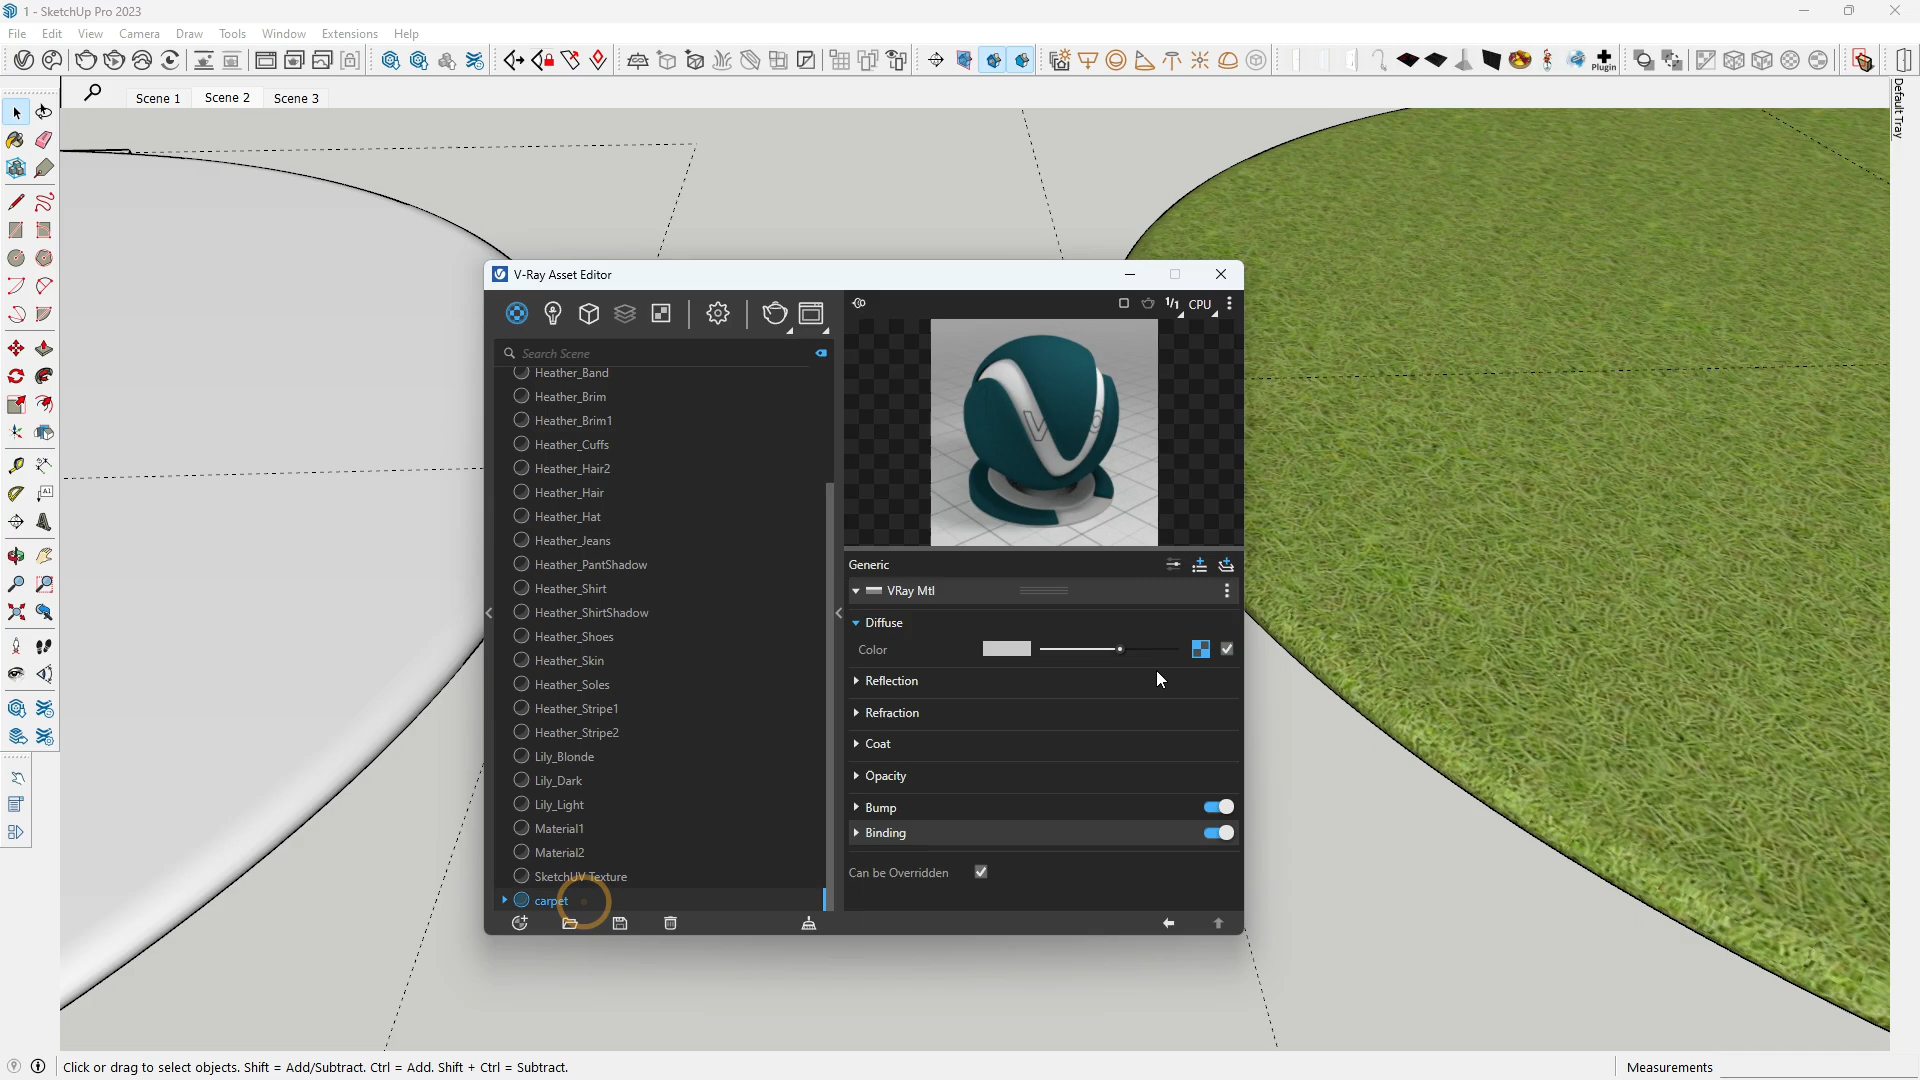 1 - SketchUp Pro 2023
File Edit View Camera Draw Tools Window Extensions Help
Plugin
Scene 1 Scene 2 Scene 3
Default Tray
V-Ray Asset Editor
1/1 CPU
Search Scene
Heather_Band
Heather_Brim
Heather_Brim1
Heather_Cuffs
Heather_Hair2
Heather_Hair
Heather_Hat
Heather_Jeans
Heather_PantShadow
Heather_Shirt
Heather_ShirtShadow
Heather_Shoes
Heather_Skin
Heather_Soles
Heather_Stripe1
Heather_Stripe2
Lily_Blonde
Lily_Dark
Lily_Light
Material1
Material2
SketchUV Texture
carpet
Generic
VRay Mtl
Diffuse
Color
Reflection
Refraction
Coat
Opacity
Bump
Binding
Can be Overridden
Click or drag to select objects. Shift = Add/Subtract. Ctrl = Add. Shift + Ctrl = Subtract.
Measurements